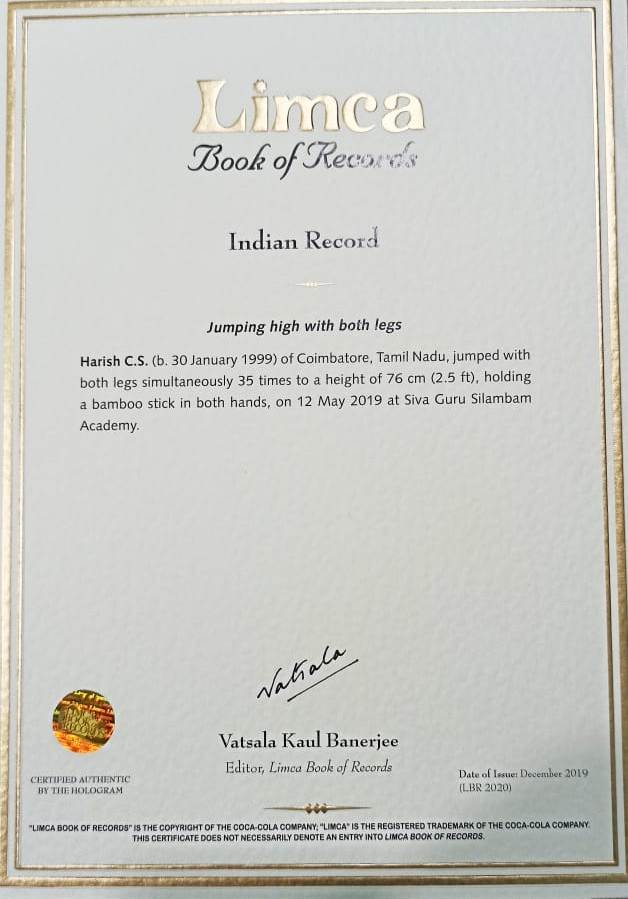 Limca
Book of Records
Indian Record
Jumping high with both legs
Harish C.S. (b. 30 January 1999) of Coimbatore, Tamil Nadu, jumped with
both legs simultaneously 35 times to a height of 76 cm (2.5 ft), holding
a bamboo stick in both hands, on 12 May 2019 at Siva Guru Silambam
Academy.
Vatsala
Vatsala Kaul Banerjee
Editor, Limca Book of Records
CERTIFIED AUTHENTIC
BY THE HOLOGRAM
Date of Issue: December 2019
(LBR 2020)
"LIMCA BOOK OF RECORDS" IS THE COPYRIGHT OF THE COCA-COLA COMPANY; "LIMCA" IS THE REGISTERED TRADEMARK OF THE COCA-COLA COMPANY.
THIS CERTIFICATE DOES NOT NECESSARILY DENOTE AN ENTRY INTO LIMCA BOOK OF RECORDS.